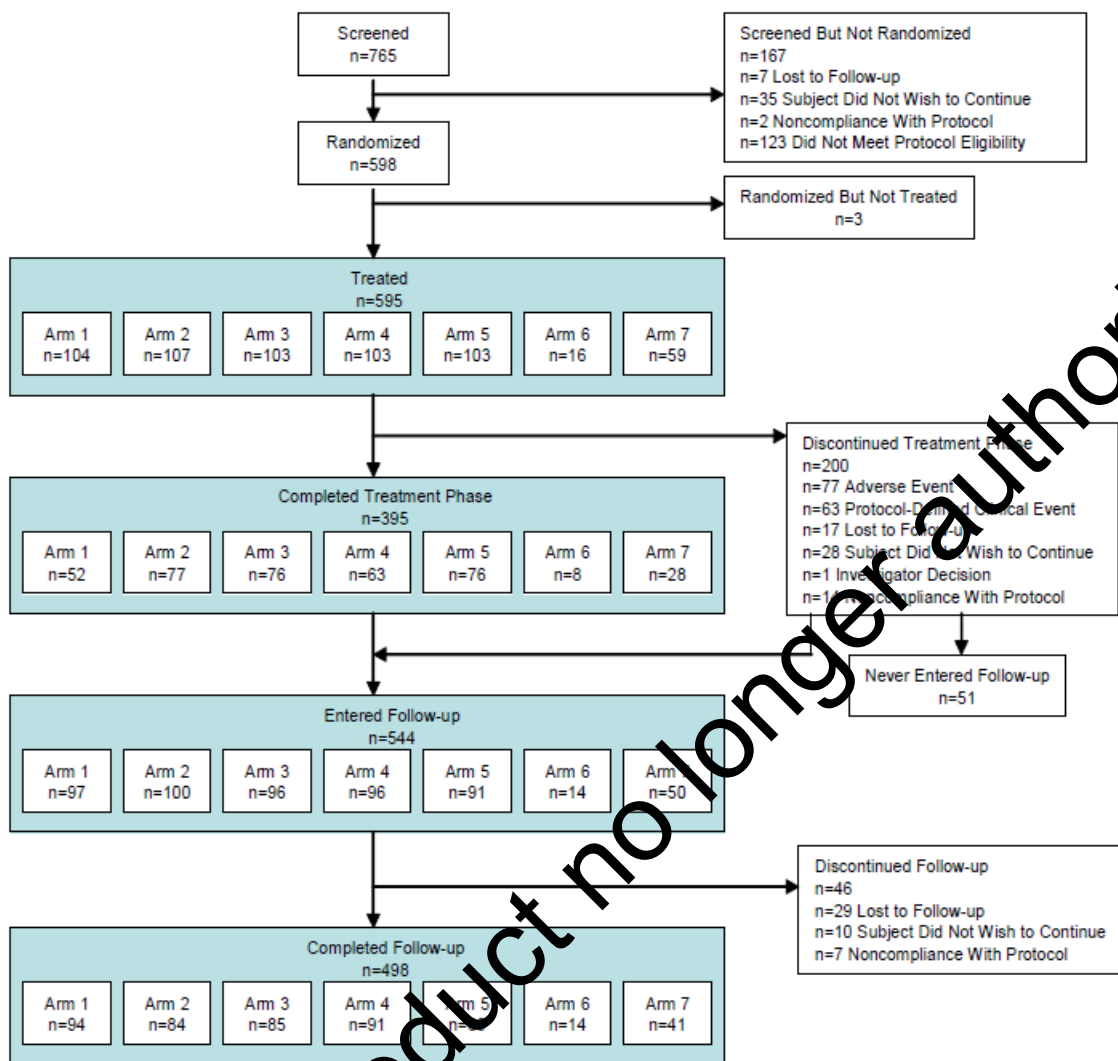 Screened
n=765
Screened But Not Randomized
n=167
n=7 Lost to Follow-up
n=35 Subject Did Not Wish to Continue
n=2 Noncompliance With Protocol
n=123 Did Not Meet Protocol Eligibility
Randomized
n=598
Randomized But Not Treated
n=3
Treated
n=595
Arm 1
n=104
Arm 2
n=107
Arm 3
n=103
Arm 4
n=103
Arm 5
n=103
Arm 6
n=16
Arm 7
n=59
Discontinued Treatment Phase
n=200
n=77 Adverse Event
n=63 Protocol-Defined Clinical Event
n=17 Lost to Follow-up
n=28 Subject Did Not Wish to Continue
n=1 Investigator Decision
n=14 Noncompliance With Protocol
Completed Treatment Phase
n=395
Arm 1
n=52
Arm 2
n=77
Arm 3
n=76
Arm 4
n=63
Arm 5
n=76
Arm 6
n=8
Arm 7
n=28
Never Entered Follow-up
n=51
Entered Follow-up
n=544
Arm 1
n=97
Arm 2
n=100
Arm 3
n=96
Arm 4
n=96
Arm 5
n=91
Arm 6
n=14
Arm
n=50
Discontinued Follow-up
n=46
n=29 Lost to Follow-up
n=10 Subject Did Not Wish to Continue
n=7 Noncompliance With Protocol
Completed Follow-up
n=498
Arm 1
n=94
Arm 2
n=84
Arm 3
n=85
Arm 4
n=91
Arm 5
Arm 6
n=14
Arm 7
n=41
oduct no longer author